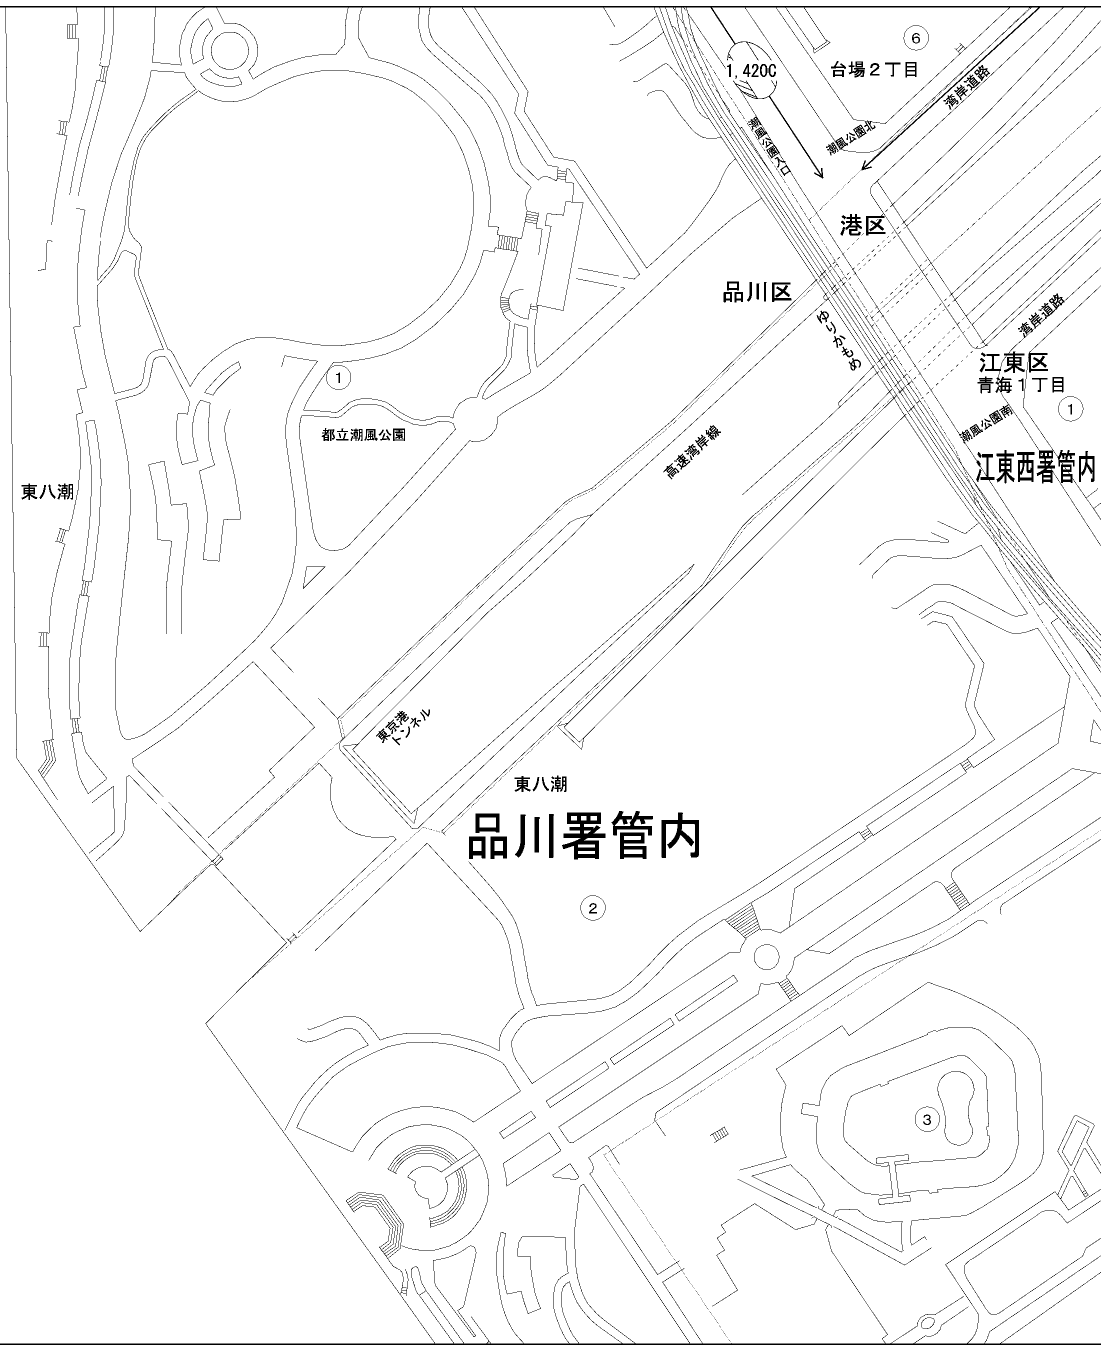 ⑥
台場2丁目
1,420C
湾岸道路
潮風公園北
潮風公園入口
港区
品川区
湾岸道路
ゆりかもめ
江東区
青海1丁目
①
①
潮風公園南
都立潮風公園
高速湾岸線
江東西署管内
東八潮
東京港
トンネル
東八潮
品川署管内
②
③